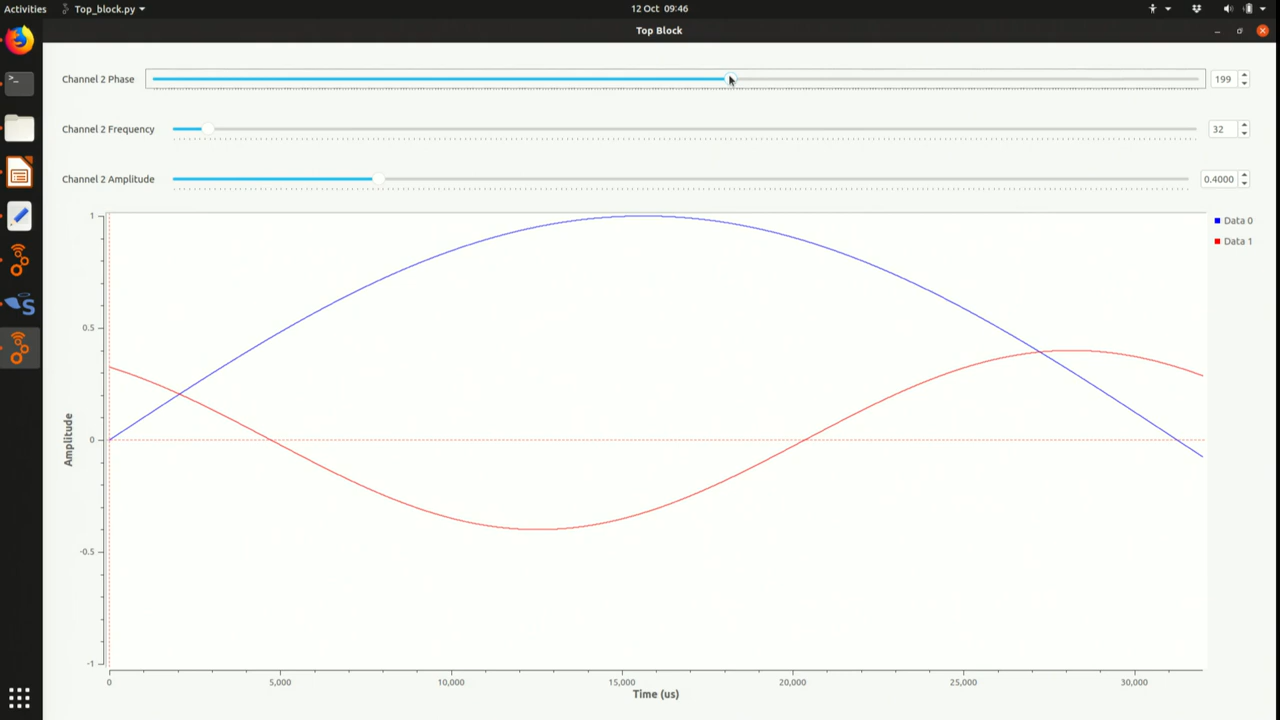 Activities Top_block.py 12 Oct 09:46
Top Block
Channel 2 Phase 199
Channel 2 Frequency 32
Channel 2 Amplitude 0.4000
Data 0
Data 1
1
0.5
0
-0.5
-1
Amplitude
0 5,000 10,000 15,000 20,000 25,000 30,000
Time (us)